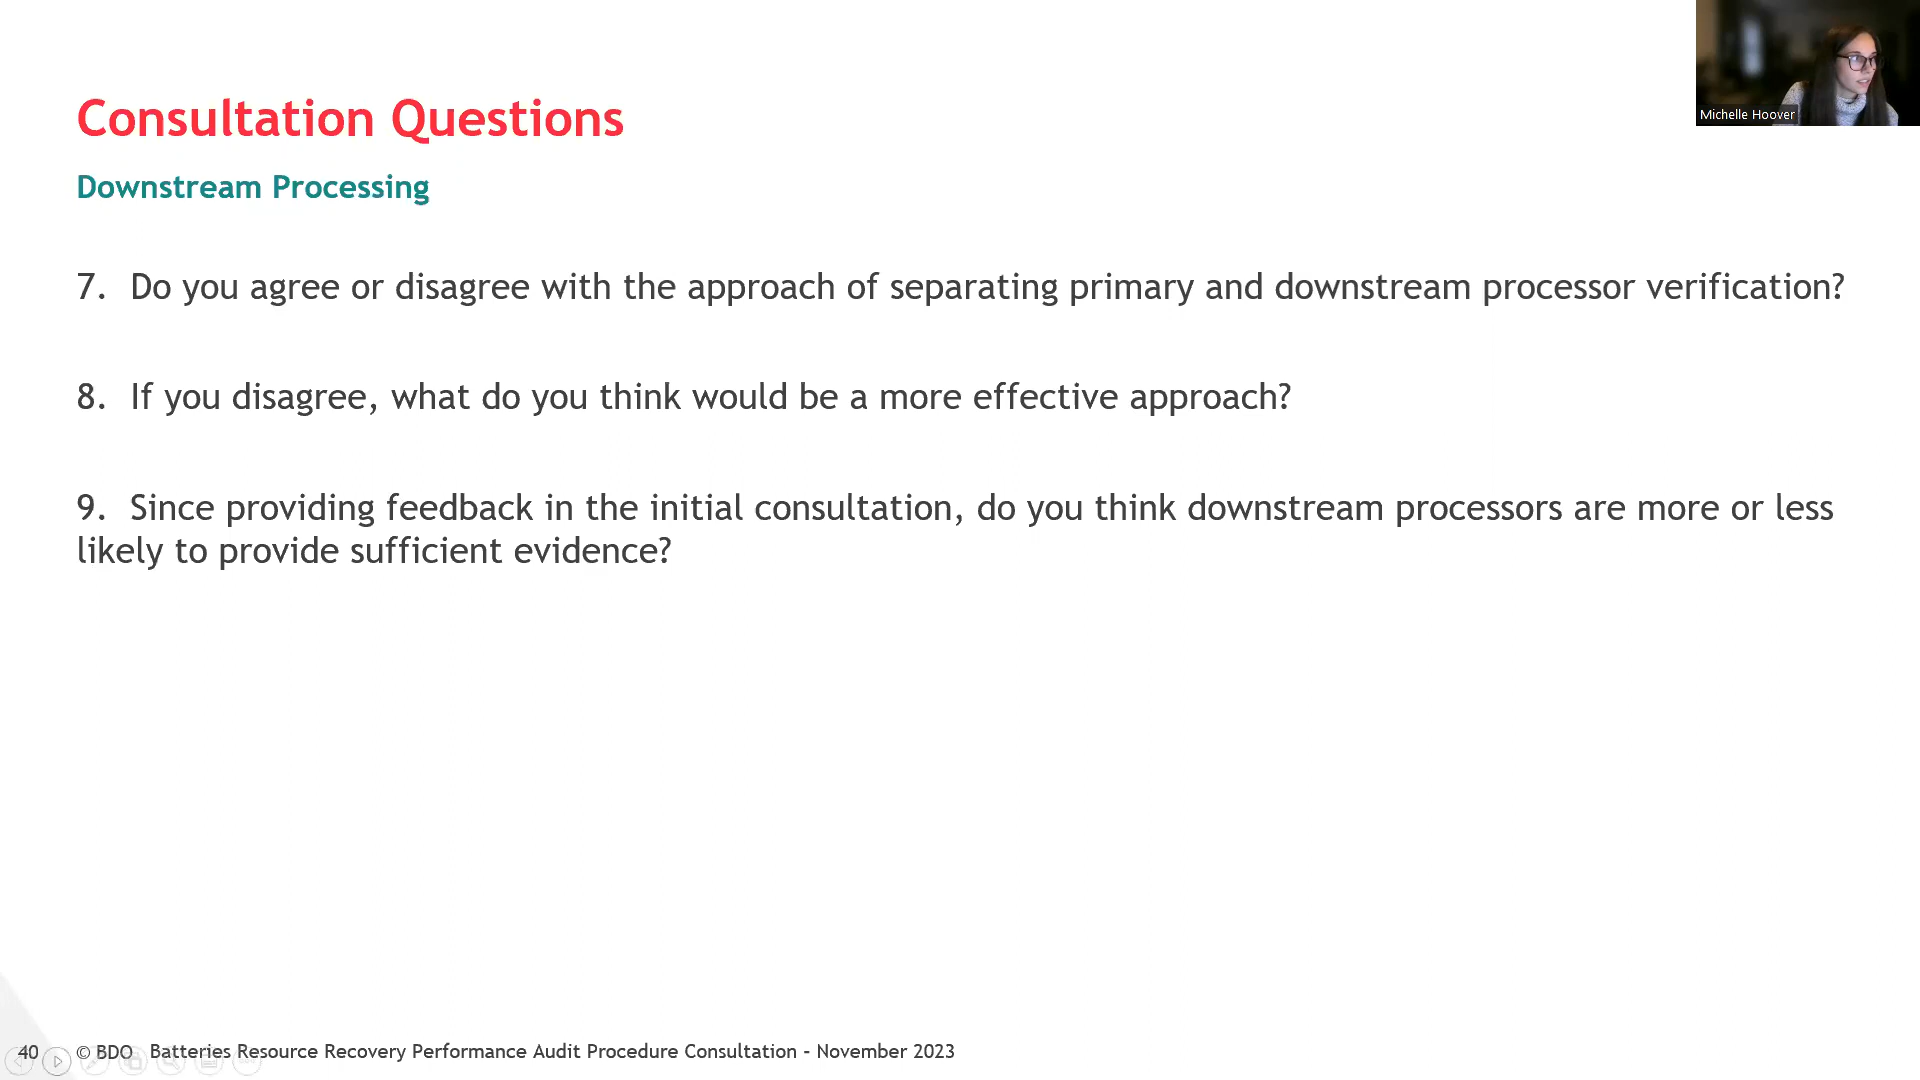 Michelle Hoover
Consultation Questions
Downstream Processing
7. Do you agree or disagree with the approach of separating primary and downstream processor verification?
8. If you disagree, what do you think would be a more effective approach?
9. Since providing feedback in the initial consultation, do you think downstream processors are more or less
likely to provide sufficient evidence?
40 © BDO Batteries Resource Recovery Performance Audit Procedure Consultation - November 2023